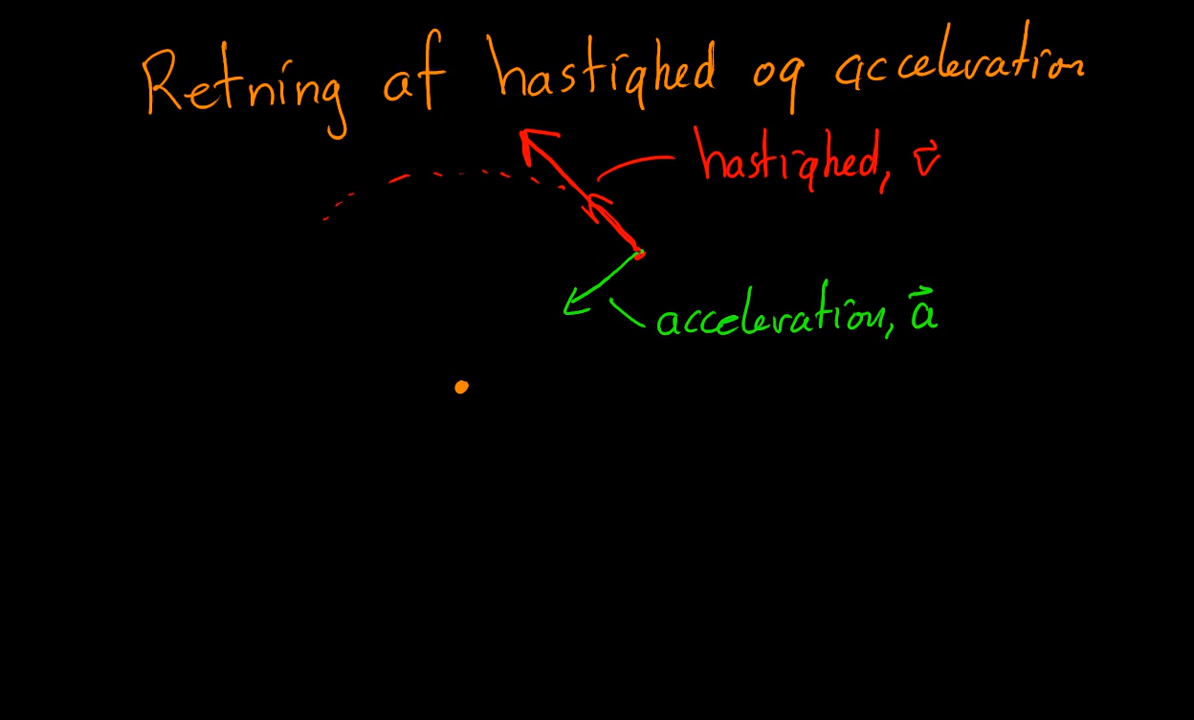 Retning af hastighed og acceleration
hastighed, v⃗
acceleration, a⃗